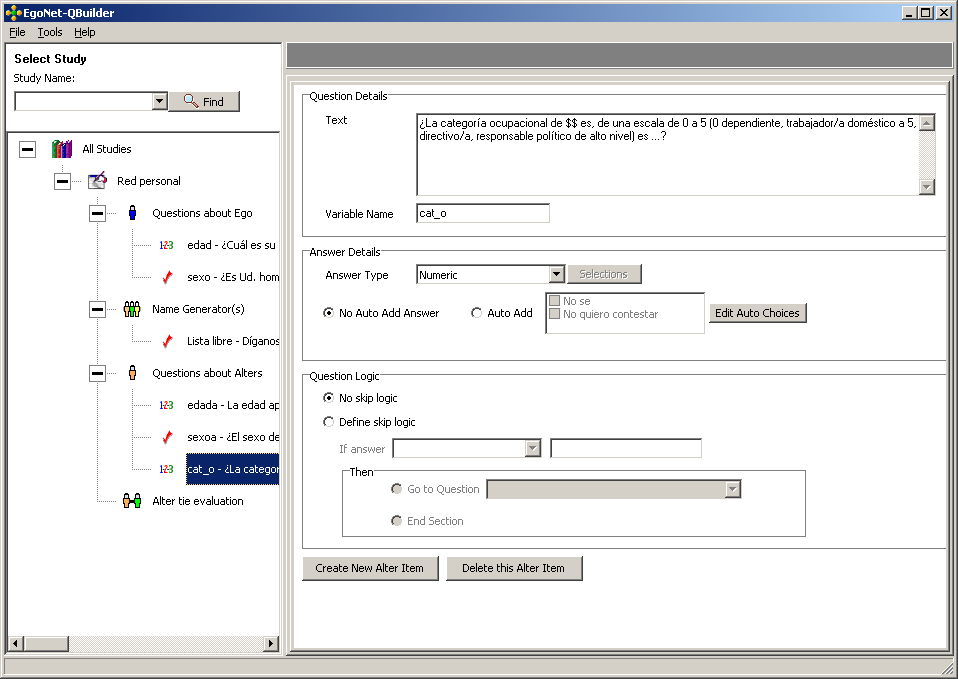 EgoNet-QBuilder
File Tools Help
Select Study
Study Name:
Find
All Studies
Red personal
Questions about Ego
123 edad - ¿Cuál es su
sexo - ¿Es Ud. hom
Name Generator(s)
Lista libre - Díganos
Questions about Alters
123 edada - La edad ap
sexoa - ¿El sexo de
123 cat_o - ¿La categor
Alter tie evaluation
Question Details
Text
¿La categoría ocupacional de $$ es, de una escala de 0 a 5 (0 dependiente, trabajador/a doméstico a 5,
directivo/a, responsable político de alto nivel) es ...?
Variable Name cat_o
Answer Details
Answer Type Numeric Selections
No Auto Add Answer Auto Add
No se
No quiero contestar
Edit Auto Choices
Question Logic
No skip logic
Define skip logic
If answer
Then
Go to Question
End Section
Create New Alter Item Delete this Alter Item